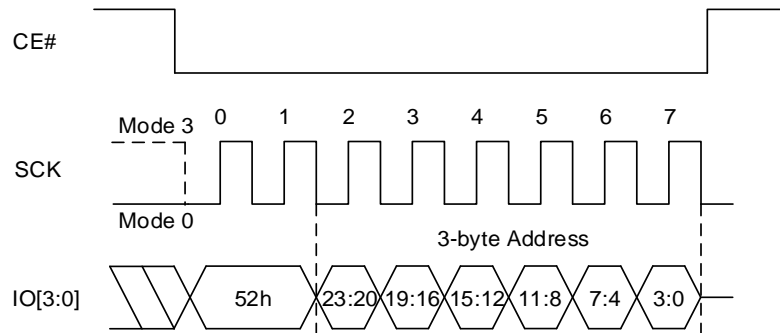 CE#
Mode 3
0 1 2 3 4 5 6 7
SCK
Mode 0
3-byte Address
IO[3:0]
52h 23:20 19:16 15:12 11:8 7:4 3:0